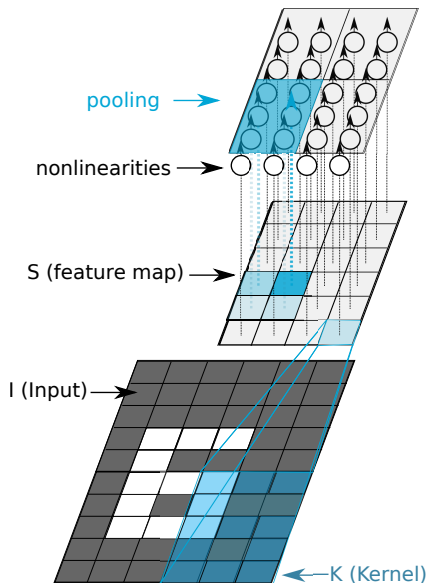 pooling
nonlinearities
S (feature map)
I (Input)
K (Kernel)